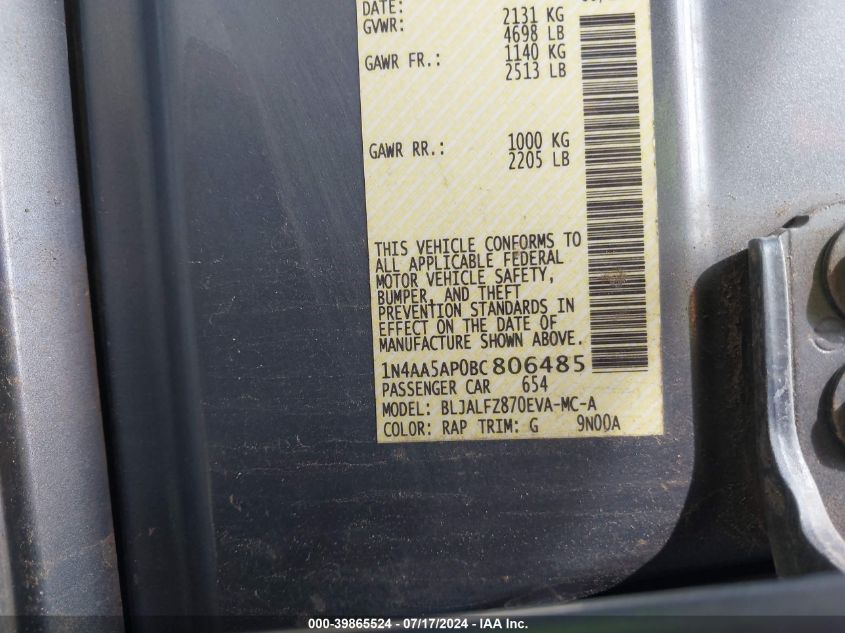 DATE:
GVWR: 2131 KG
4698 LB
GAWR FR.: 1140 KG
2513 LB
GAWR RR.: 1000 KG
2205 LB
THIS VEHICLE CONFORMS TO
ALL APPLICABLE FEDERAL
MOTOR VEHICLE SAFETY,
BUMPER, AND THEFT
PREVENTION STANDARDS IN
EFFECT ON THE DATE OF
MANUFACTURE SHOWN ABOVE.
1N4AA5AP0BC806485
PASSENGER CAR 654
MODEL: BLJALFZ870EVA-MC-A
COLOR: RAP TRIM: G 9N00A
000-39865524 / 07/17/2024 - IAA Inc.